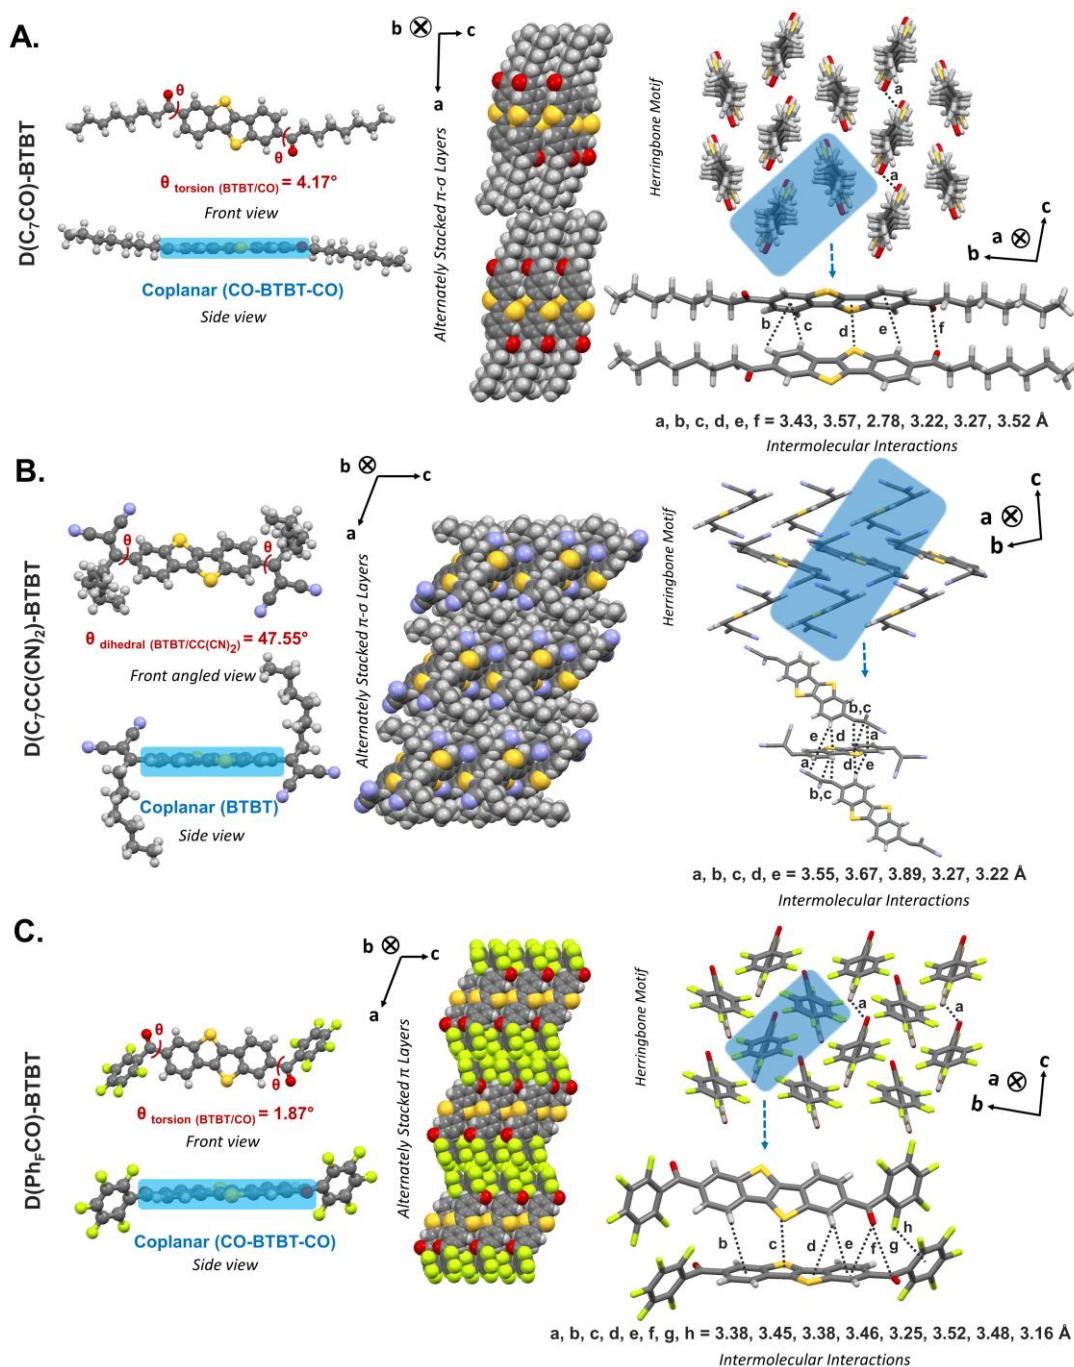 A.
D(C₇CO)-BTBT
θ
θ
θ torsion (BTBT/CO) = 4.17°
Front view
Coplanar (CO-BTBT-CO)
Side view
b
c
a
Alternately Stacked π-σ Layers
Herringbone Motif
a
a
c
a
b
b
c
d
e
f
a, b, c, d, e, f = 3.43, 3.57, 2.78, 3.22, 3.27, 3.52 Å
Intermolecular Interactions
B.
D(C₇CC(CN)₂)-BTBT
θ
θ
θ dihedral (BTBT/CC(CN)₂) = 47.55°
Front angled view
Coplanar (BTBT)
Side view
b
c
a
Alternately Stacked π-σ Layers
Herringbone Motif
c
a
b
b,c
e
d
a
a
d
e
b,c
a, b, c, d, e = 3.55, 3.67, 3.89, 3.27, 3.22 Å
Intermolecular Interactions
C.
D(Ph_FCO)-BTBT
θ
θ
θ torsion (BTBT/CO) = 1.87°
Front view
Coplanar (CO-BTBT-CO)
Side view
b
c
a
Alternately Stacked π Layers
Herringbone Motif
a
a
c
a
b
b
c
d
e
f
g
h
a, b, c, d, e, f, g, h = 3.38, 3.45, 3.38, 3.46, 3.25, 3.52, 3.48, 3.16 Å
Intermolecular Interactions